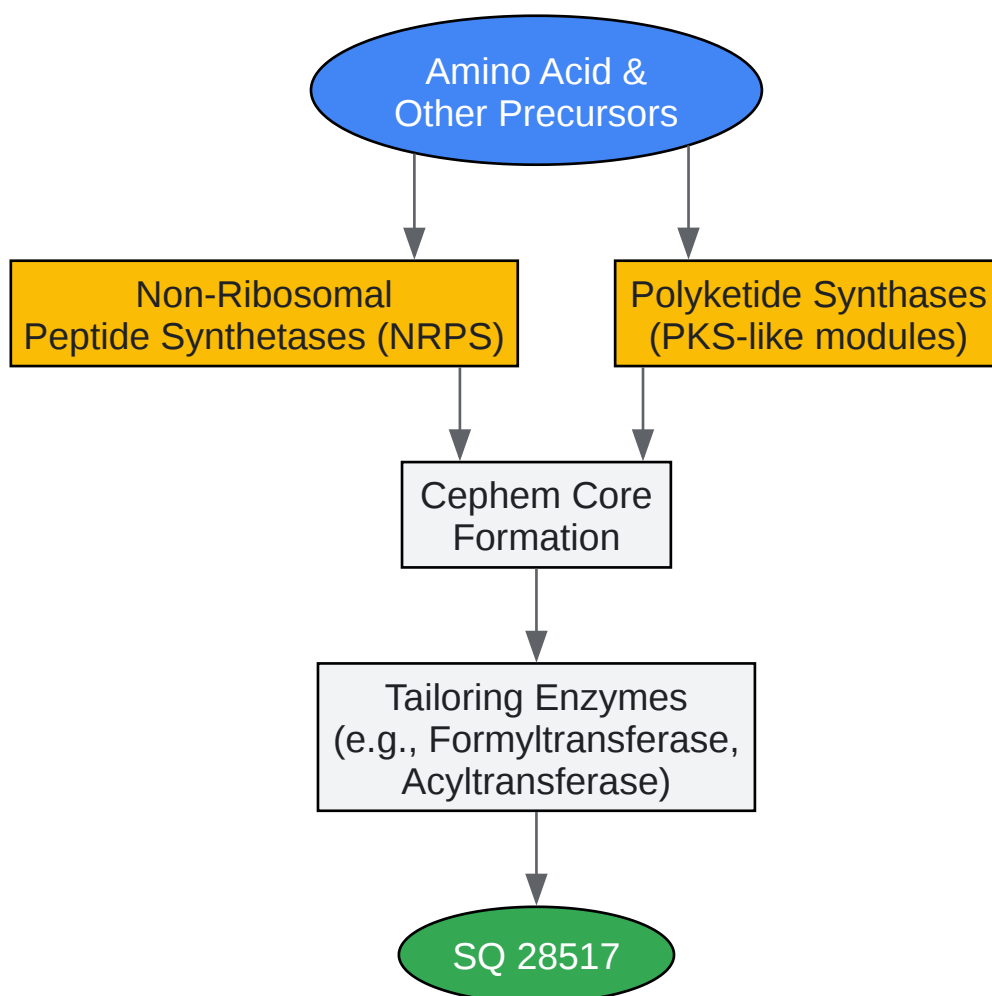 Amino Acid &
Other Precursors
Non-Ribosomal
Peptide Synthetases (NRPS)
Polyketide Synthases
(PKS-like modules)
Cephem Core
Formation
Tailoring Enzymes
(e.g., Formyltransferase,
Acyltransferase)
SQ 28517